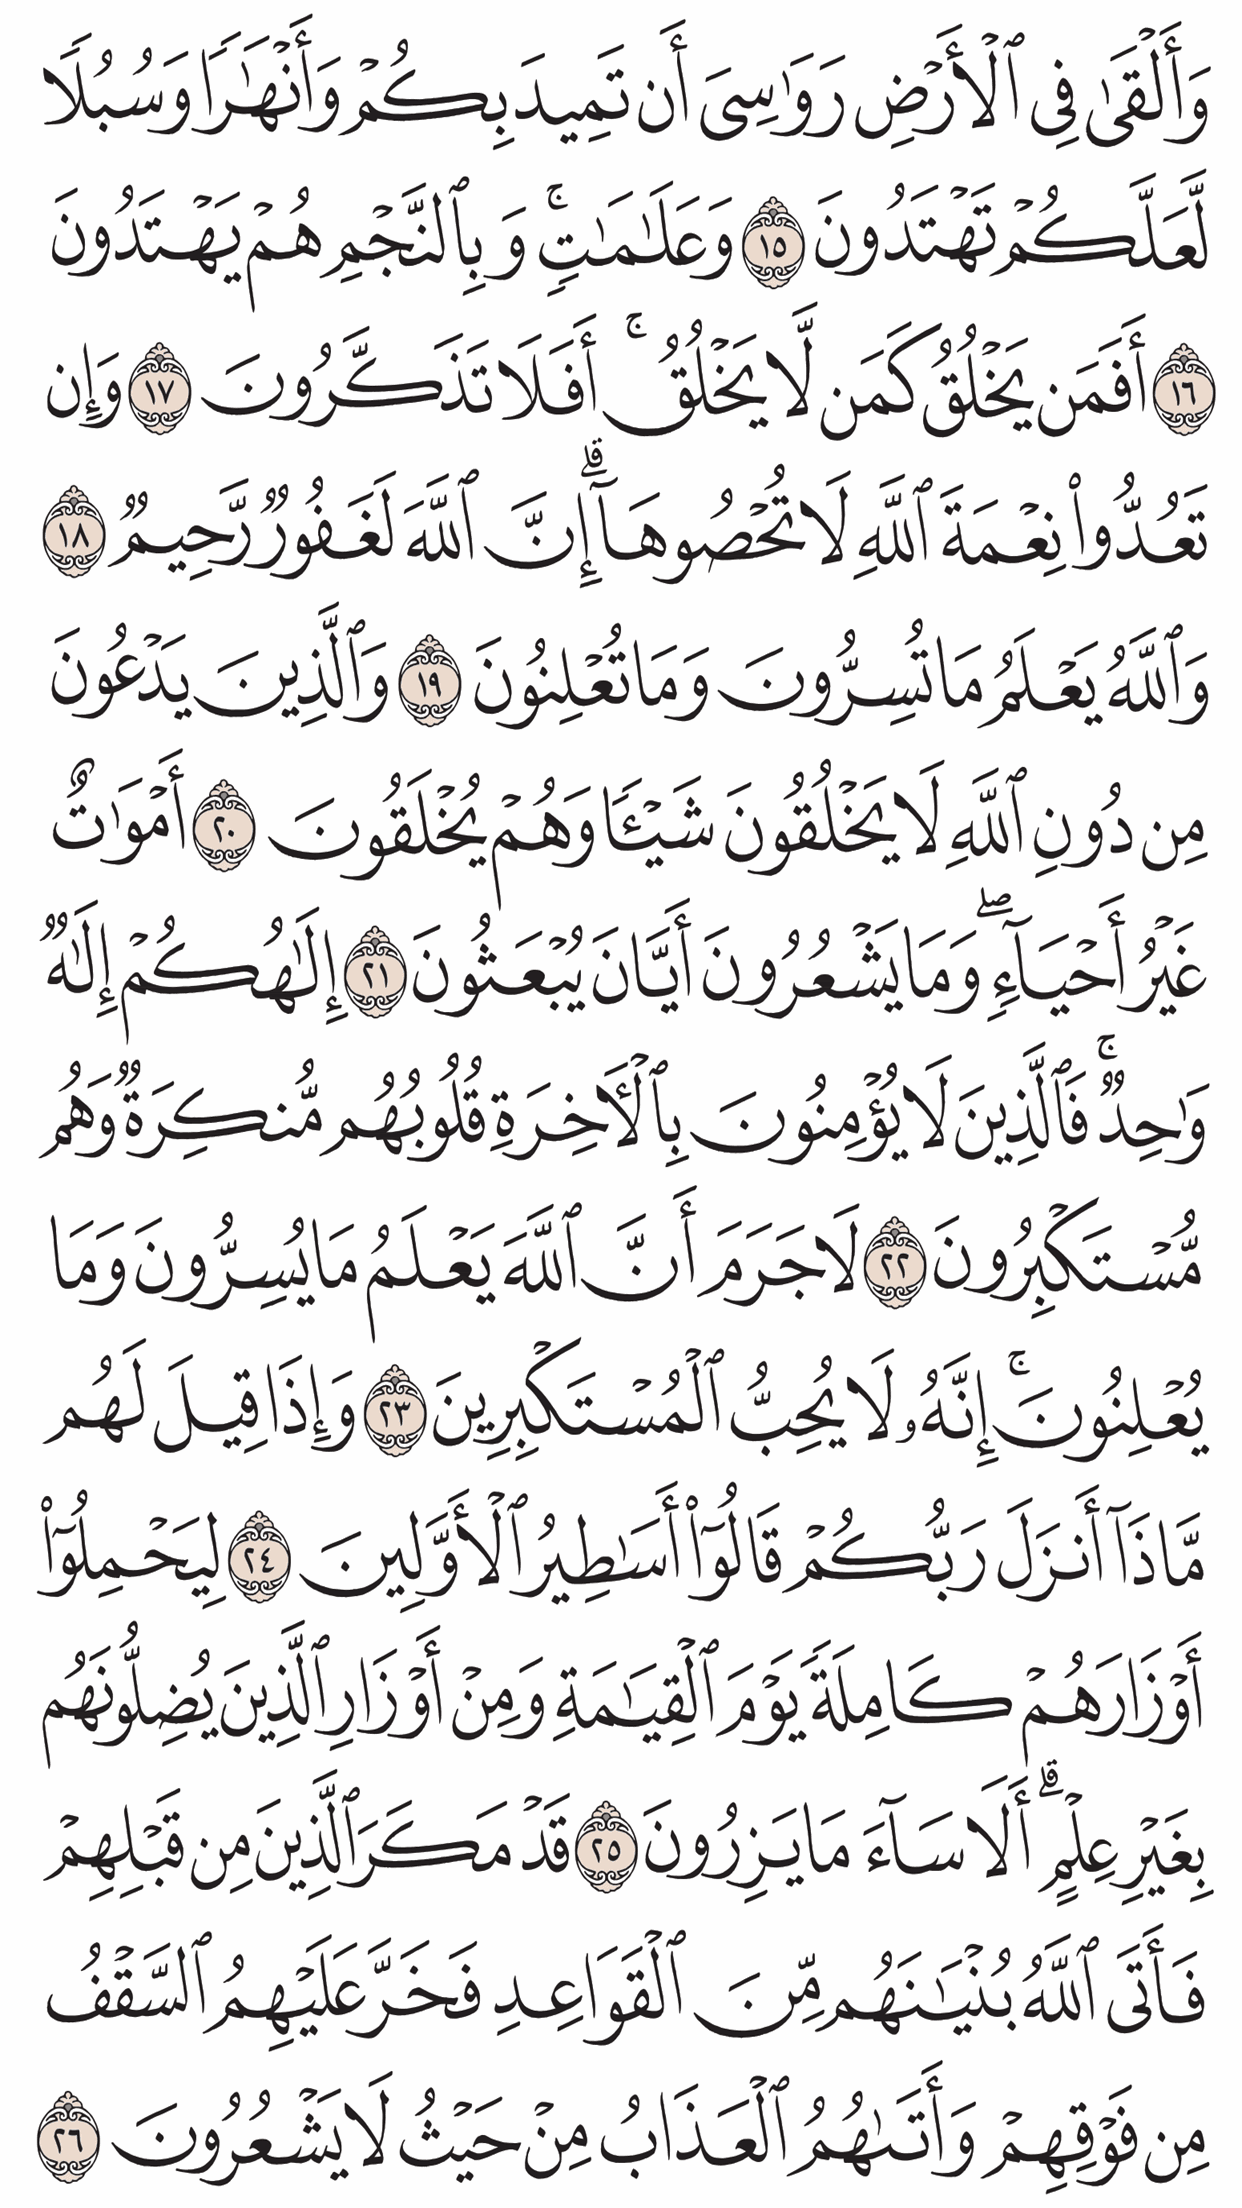 وَأَلْقَىٰ فِى ٱلْأَرْضِ رَوَٰسِىَ أَن تَمِيدَ بِكُمْ وَأَنْهَٰرًا وَسُبُلًا
لَّعَلَّكُمْ تَهْتَدُونَ ١٥ وَعَلَٰمَٰتٍۚ وَبِٱلنَّجْمِ هُمْ يَهْتَدُونَ
١٦ أَفَمَن يَخْلُقُ كَمَن لَّا يَخْلُقُۚ أَفَلَا تَذَكَّرُونَ ١٧ وَإِن
تَعُدُّوا۟ نِعْمَةَ ٱللَّهِ لَا تُحْصُوهَآۗ إِنَّ ٱللَّهَ لَغَفُورٌ رَّحِيمٌ ١٨
وَٱللَّهُ يَعْلَمُ مَا تُسِرُّونَ وَمَا تُعْلِنُونَ ١٩ وَٱلَّذِينَ يَدْعُونَ
مِن دُونِ ٱللَّهِ لَا يَخْلُقُونَ شَيْـًٔا وَهُمْ يُخْلَقُونَ ٢٠ أَمْوَٰتٌ
غَيْرُ أَحْيَآءٍۖ وَمَا يَشْعُرُونَ أَيَّانَ يُبْعَثُونَ ٢١ إِلَٰهُكُمْ إِلَٰهٌ
وَٰحِدٌۚ فَٱلَّذِينَ لَا يُؤْمِنُونَ بِٱلْأَخِرَةِ قُلُوبُهُم مُّنكِرَةٌ وَهُم
مُّسْتَكْبِرُونَ ٢٢ لَا جَرَمَ أَنَّ ٱللَّهَ يَعْلَمُ مَا يُسِرُّونَ وَمَا
يُعْلِنُونَۚ إِنَّهُۥ لَا يُحِبُّ ٱلْمُسْتَكْبِرِينَ ٢٣ وَإِذَا قِيلَ لَهُم
مَّاذَآ أَنزَلَ رَبُّكُمْ قَالُوٓا۟ أَسَٰطِيرُ ٱلْأَوَّلِينَ ٢٤ لِيَحْمِلُوٓا۟
أَوْزَارَهُمْ كَامِلَةً يَوْمَ ٱلْقِيَٰمَةِ وَمِنْ أَوْزَارِ ٱلَّذِينَ يُضِلُّونَهُم
بِغَيْرِ عِلْمٍۗ أَلَا سَآءَ مَا يَزِرُونَ ٢٥ قَدْ مَكَرَ ٱلَّذِينَ مِن قَبْلِهِمْ
فَأَتَى ٱللَّهُ بُنْيَٰنَهُم مِّنَ ٱلْقَوَاعِدِ فَخَرَّ عَلَيْهِمُ ٱلسَّقْفُ
مِن فَوْقِهِمْ وَأَتَىٰهُمُ ٱلْعَذَابُ مِنْ حَيْثُ لَا يَشْعُرُونَ ٢٦